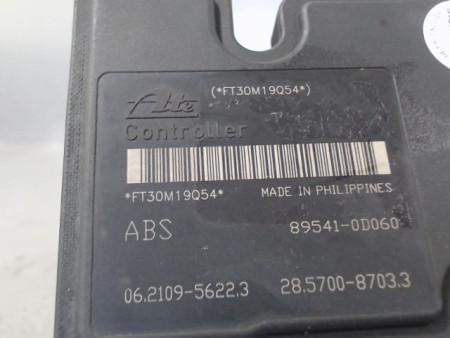 (*FT30M19Q54*)
Ate
Controller
*FT30M19Q54* MADE IN PHILIPPINES
ABS 89541-0D060
06.2109-5622.3 28.5700-8703.3